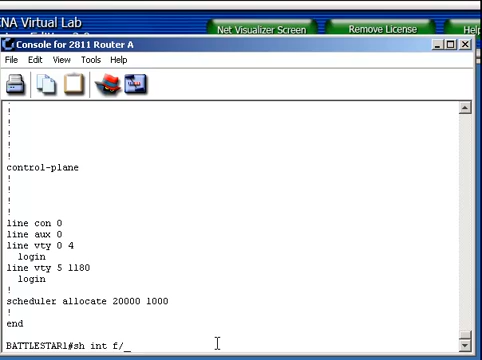 CNA Virtual Lab
Net Visualizer Screen
Remove License
Help
Console for 2811 Router A
File Edit View Tools Help
!
!
!
!
!
control-plane
!
!
!
!
line con 0
line aux 0
line vty 0 4
login
line vty 5 1180
login
!
scheduler allocate 20000 1000
!
end
BATTLESTAR1#sh int f/_